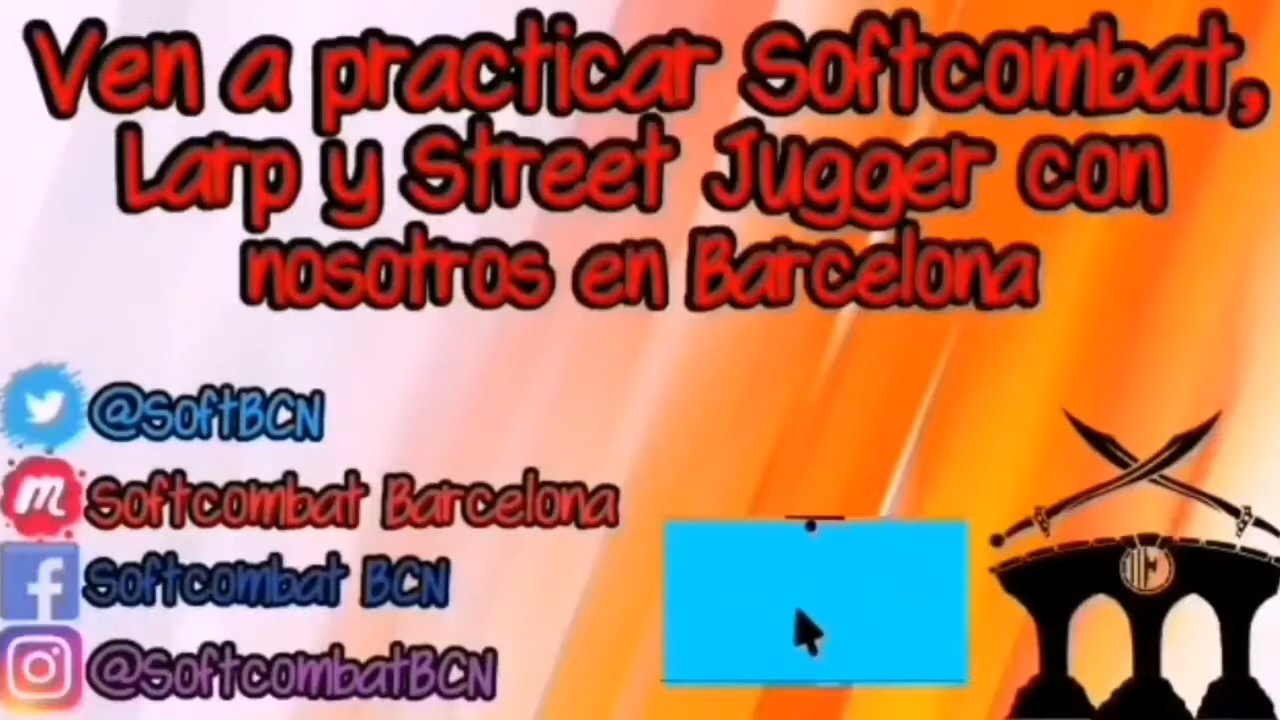 Ven a practicar Softcombat,
Larp y Street Jugger con
nosotros en Barcelona
@SoftBCN
Softcombat Barcelona
Softcombat BCN
@SoftcombatBCN